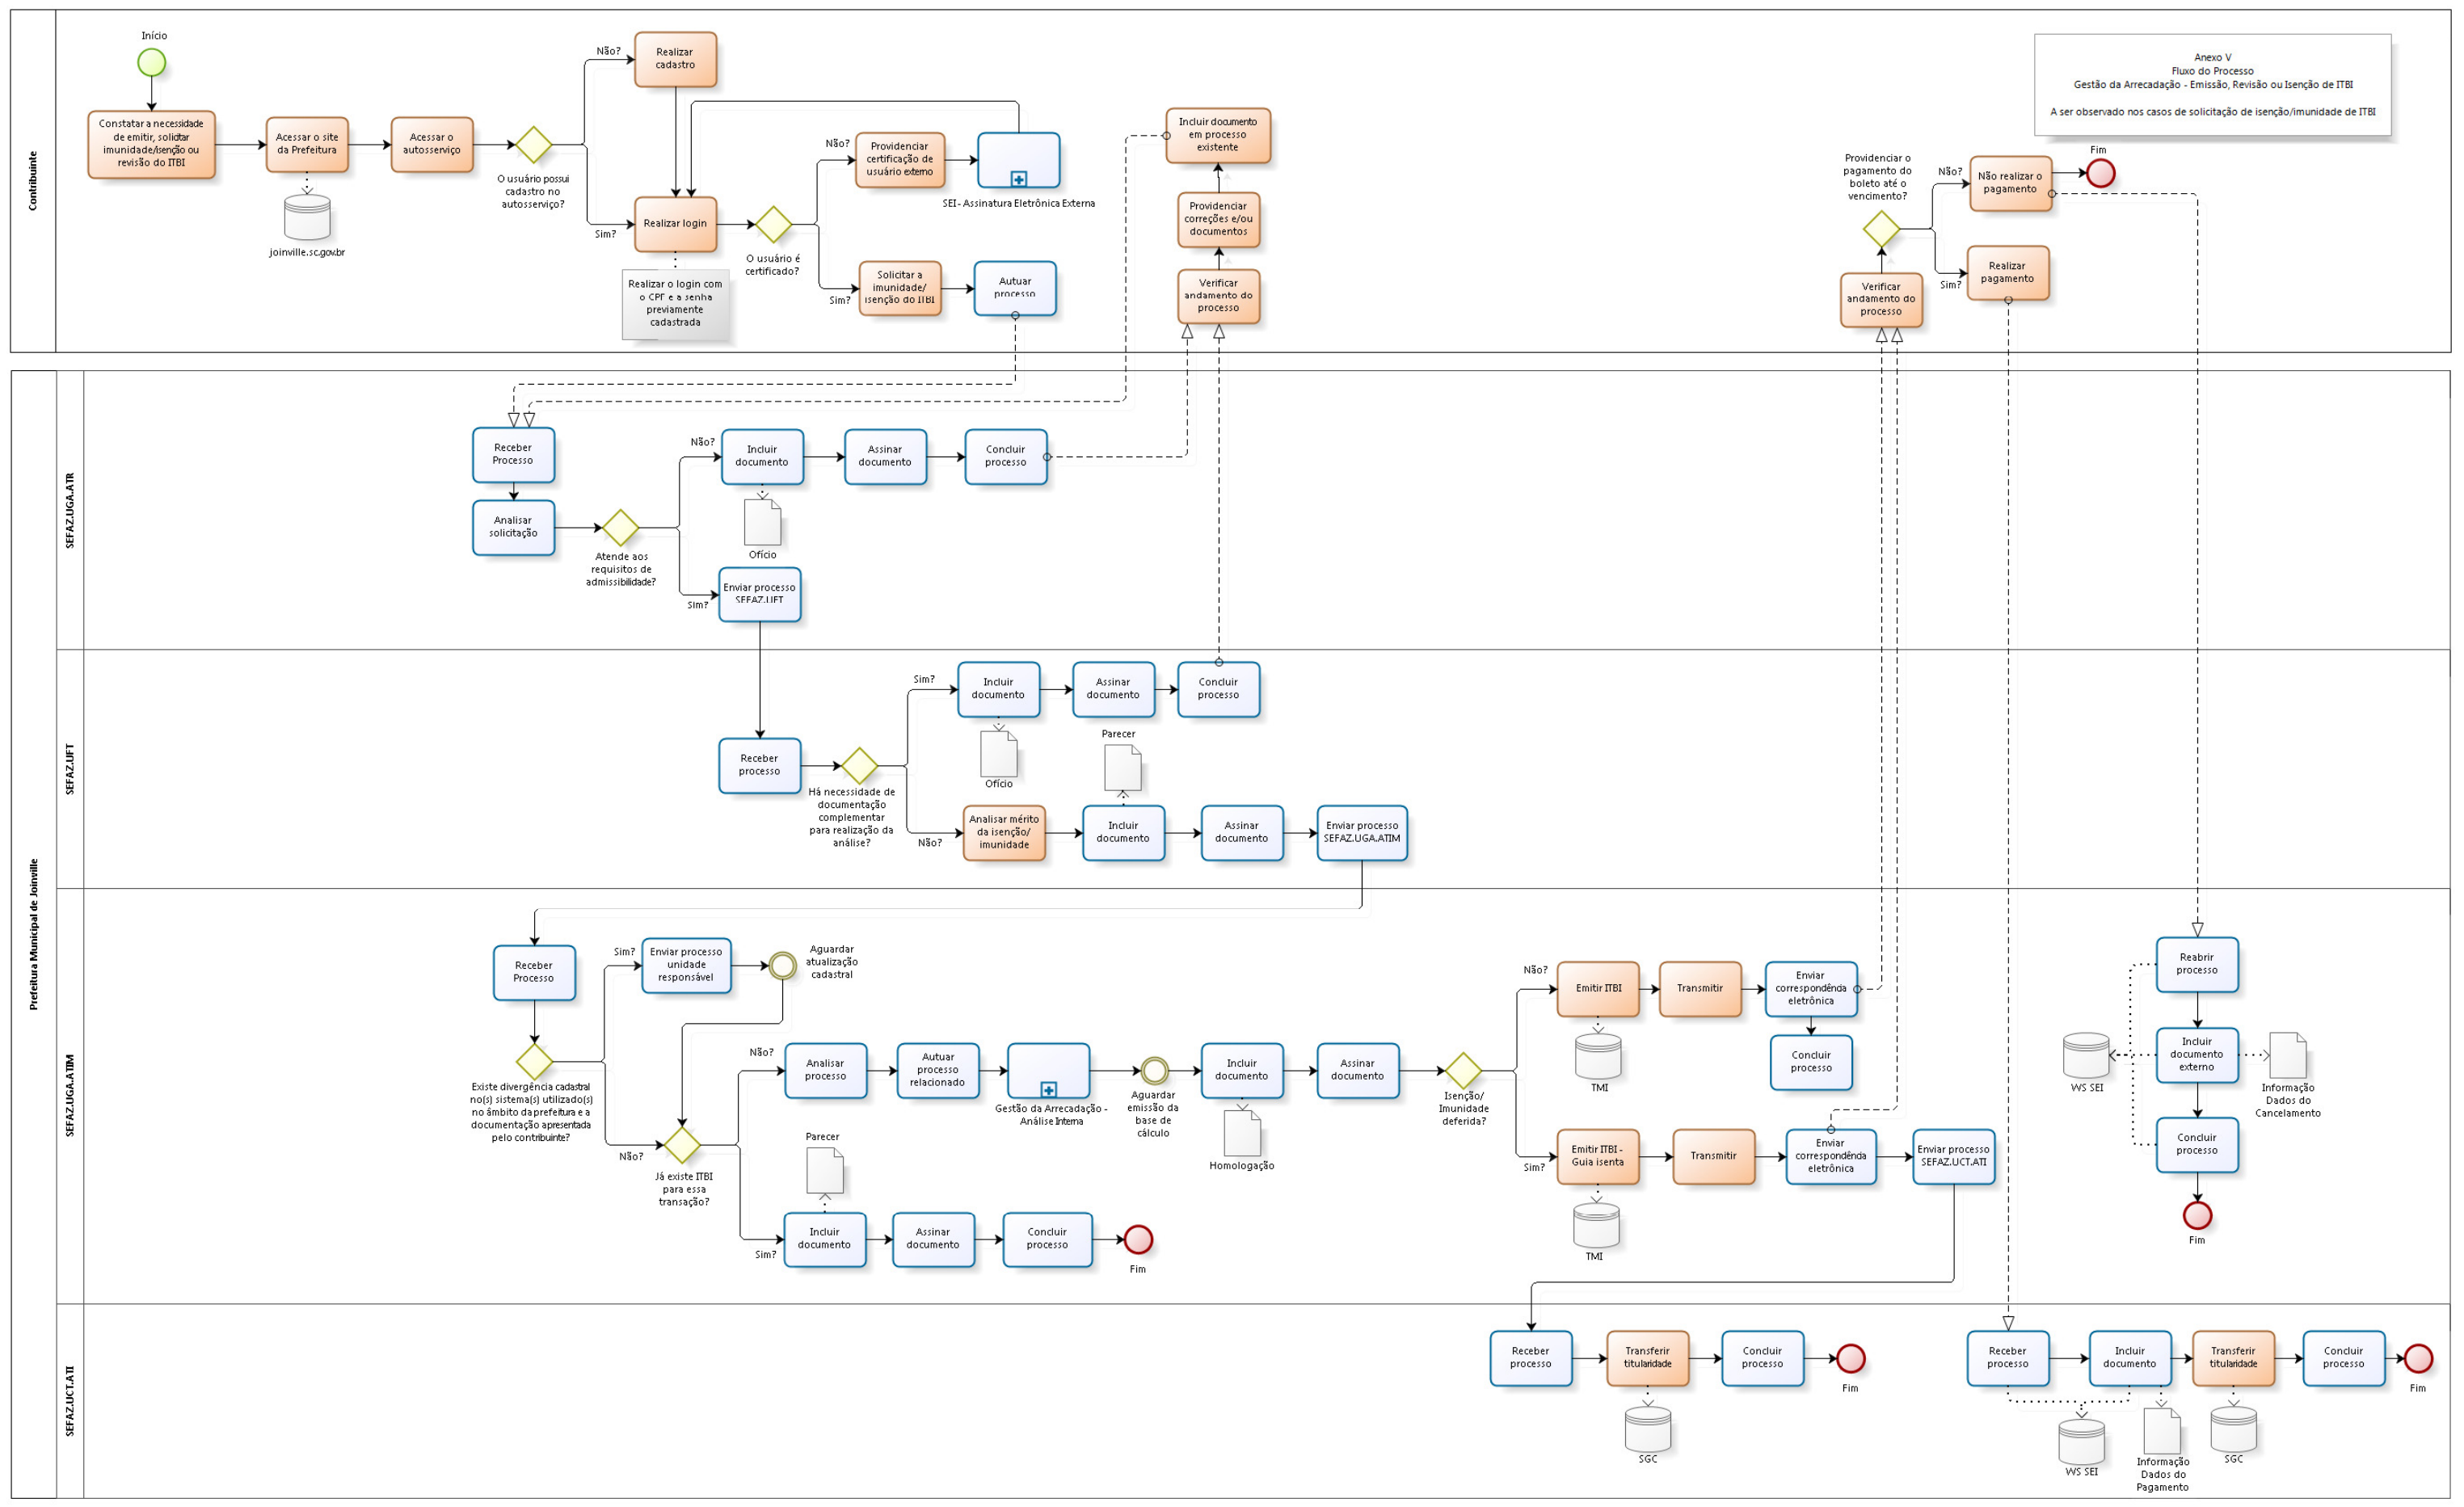 Anexo V
Fluxo do Processo
Gestão da Arrecadação - Emissão, Revisão ou Isenção de ITBI
A ser observado nos casos de solicitação de isenção/imunidade de ITBI
Contribuinte
Início
Constatar a necessidade
de emitir, solicitar
imunidade/isenção ou
revisão do ITBI
Acessar o site
da Prefeitura
joinville.sc.gov.br
Acessar o
autosserviço
O usuário possui
cadastro no
autosserviço?
Não?
Realizar
cadastro
Sim?
Realizar login
Realizar o login com
o CPF e a senha
previamente
cadastrada
O usuário é
certificado?
Não?
Providenciar
certificação de
usuário externo
SEI- Assinatura Eletrônica Externa
Sim?
Solicitar a
imunidade/
isenção do ITBI
Autuar
processo
Incluir documento
em processo
existente
Providenciar
correções e/ou
documentos
Verificar
andamento do
processo
Providenciar o
pagamento do
boleto até o
vencimento?
Não?
Não realizar o
pagamento
Fim
Sim?
Realizar
pagamento
Verificar
andamento do
processo
Prefeitura Municipal de Joinville
SEFAZ.UGA.ATR
Receber
Processo
Analisar
solicitação
Atende aos
requisitos de
admissibilidade?
Não?
Incluir
documento
Ofício
Assinar
documento
Concluir
processo
Sim?
Enviar processo
SEFAZ.UFT
SEFAZ.UFT
Receber
processo
Há necessidade de
documentação
complementar
para realização da
análise?
Sim?
Incluir
documento
Ofício
Assinar
documento
Concluir
processo
Não?
Analisar mérito
da isenção/
imunidade
Parecer
Incluir
documento
Assinar
documento
Enviar processo
SEFAZ.UGA.ATIM
SEFAZ.UGA.ATIM
Receber
Processo
Existe divergência cadastral
no(s) sistema(s) utilizado(s)
no âmbito da prefeitura e a
documentação apresentada
pelo contribuinte?
Sim?
Enviar processo
unidade
responsável
Aguardar
atualização
cadastral
Não?
Já existe ITBI
para essa
transação?
Não?
Analisar
processo
Autuar
processo
relacionado
Gestão da Arrecadação -
Análise Interna
Aguardar
emissão da
base de
cálculo
Incluir
documento
Homologação
Assinar
documento
Isenção/
Imunidade
deferida?
Não?
Emitir ITBI
TMI
Transmitir
Enviar
correspondência
eletrônica
Concluir
processo
Sim?
Emitir ITBI -
Guia isenta
TMI
Transmitir
Enviar
correspondência
eletrônica
Enviar processo
SEFAZ.UCT.ATI
Sim?
Parecer
Incluir
documento
Assinar
documento
Concluir
processo
Fim
Reabrir
processo
WS SEI
Incluir
documento
externo
Informação
Dados do
Cancelamento
Concluir
processo
Fim
SEFAZ.UCT.ATI
Receber
processo
Transferir
titularidade
SGC
Concluir
processo
Fim
Receber
processo
WS SEI
Incluir
documento
Informação
Dados do
Pagamento
Transferir
titularidade
SGC
Concluir
processo
Fim